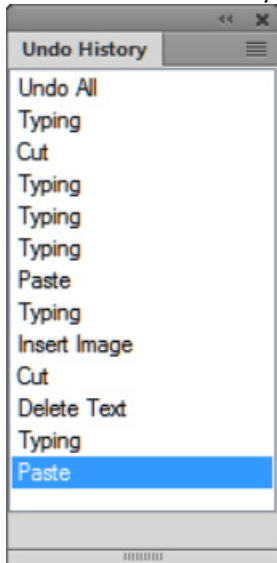 Undo History
Undo All
Typing
Cut
Typing
Typing
Typing
Paste
Typing
Insert Image
Cut
Delete Text
Typing
Paste